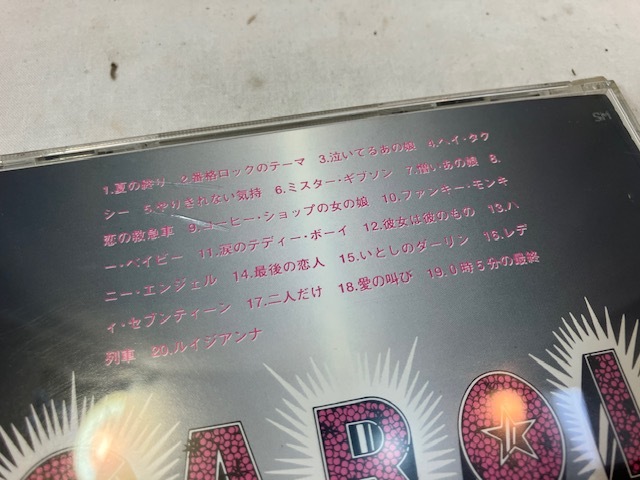 1.夏の終り 2.番格ロックのテーマ 3.泣いてるあの娘 4.ヘイ・タク
シー 5.やりきれない気持 6.ミスター・ギブソン 7.憎いあの娘 8.
恋の救急車 9.コーヒー・ショップの女の娘 10.ファンキー・モンキ
ー・ベイビー 11.涙のテディー・ボーイ 12.彼女は彼のもの 13.ハ
ニー・エンジェル 14.最後の恋人 15.いとしのダーリン 16.レデ
ィ・セブンティーン 17.二人だけ 18.愛の叫び 19.0時5分の最終
列車 20.ルイジアンナ
CAROL